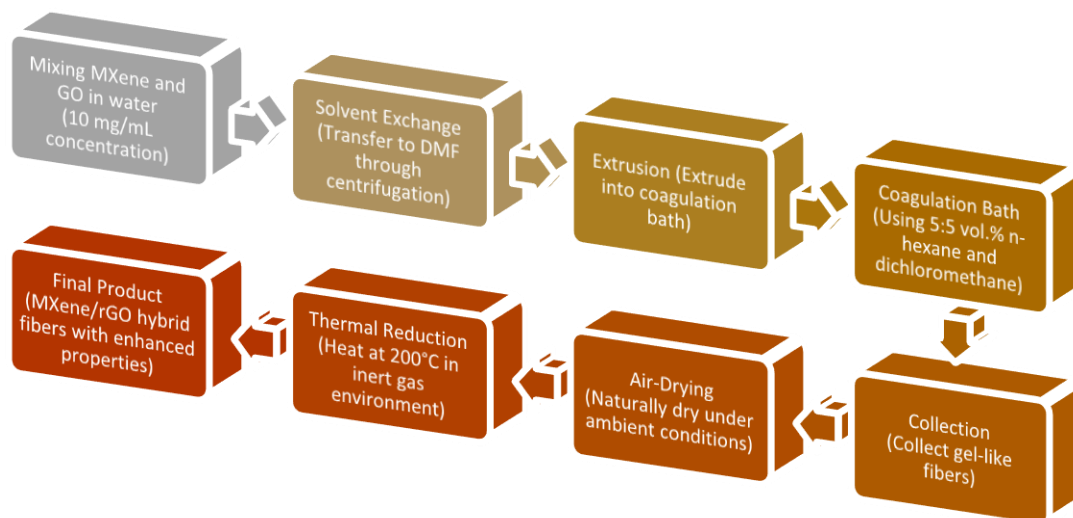 Mixing MXene and
GO in water
(10 mg/mL
concentration)
Solvent Exchange
(Transfer to DMF
through
centrifugation)
Extrusion (Extrude
into coagulation
bath)
Coagulation Bath
(Using 5:5 vol.% n-
hexane and
dichloromethane)
Collection
(Collect gel-like
fibers)
Air-Drying
(Naturally dry under
ambient conditions)
Thermal Reduction
(Heat at 200°C in
inert gas
environment)
Final Product
(MXene/rGO hybrid
fibers with enhanced
properties)